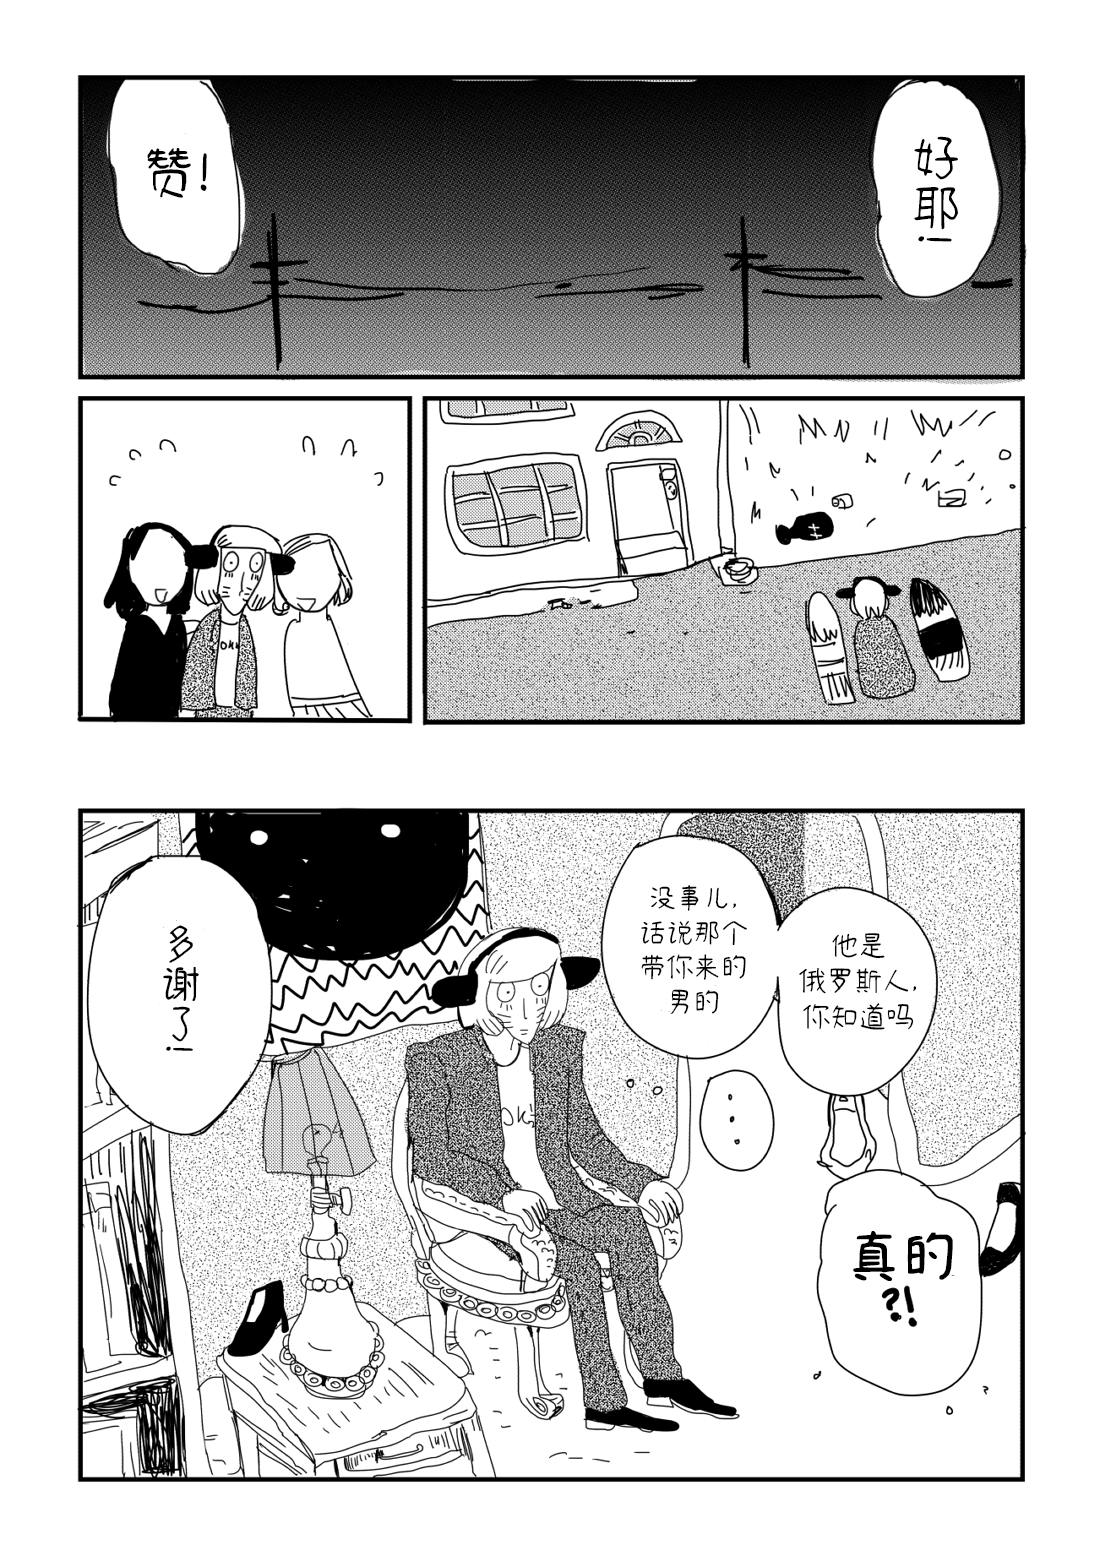 赞!
好
耶!
多
谢
了!
没事儿,
话说那个
带你来的
男的
他是
俄罗斯人,
你知道吗
...
真的
?!